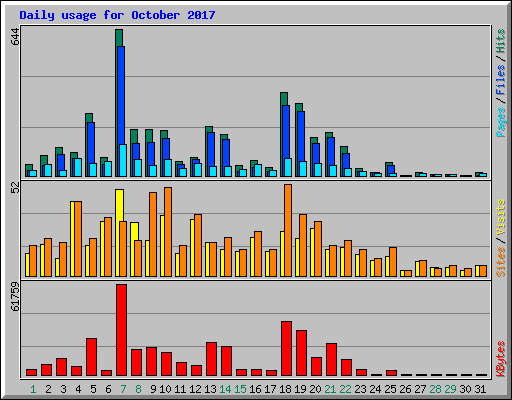 Daily usage for October 2017
644
Pages / Files / Hits
52
Sites / Visits
61759
KBytes
1 2 3 4 5 6 7 8 9 10 11 12 13 14 15 16 17 18 19 20 21 22 23 24 25 26 27 28 29 30 31